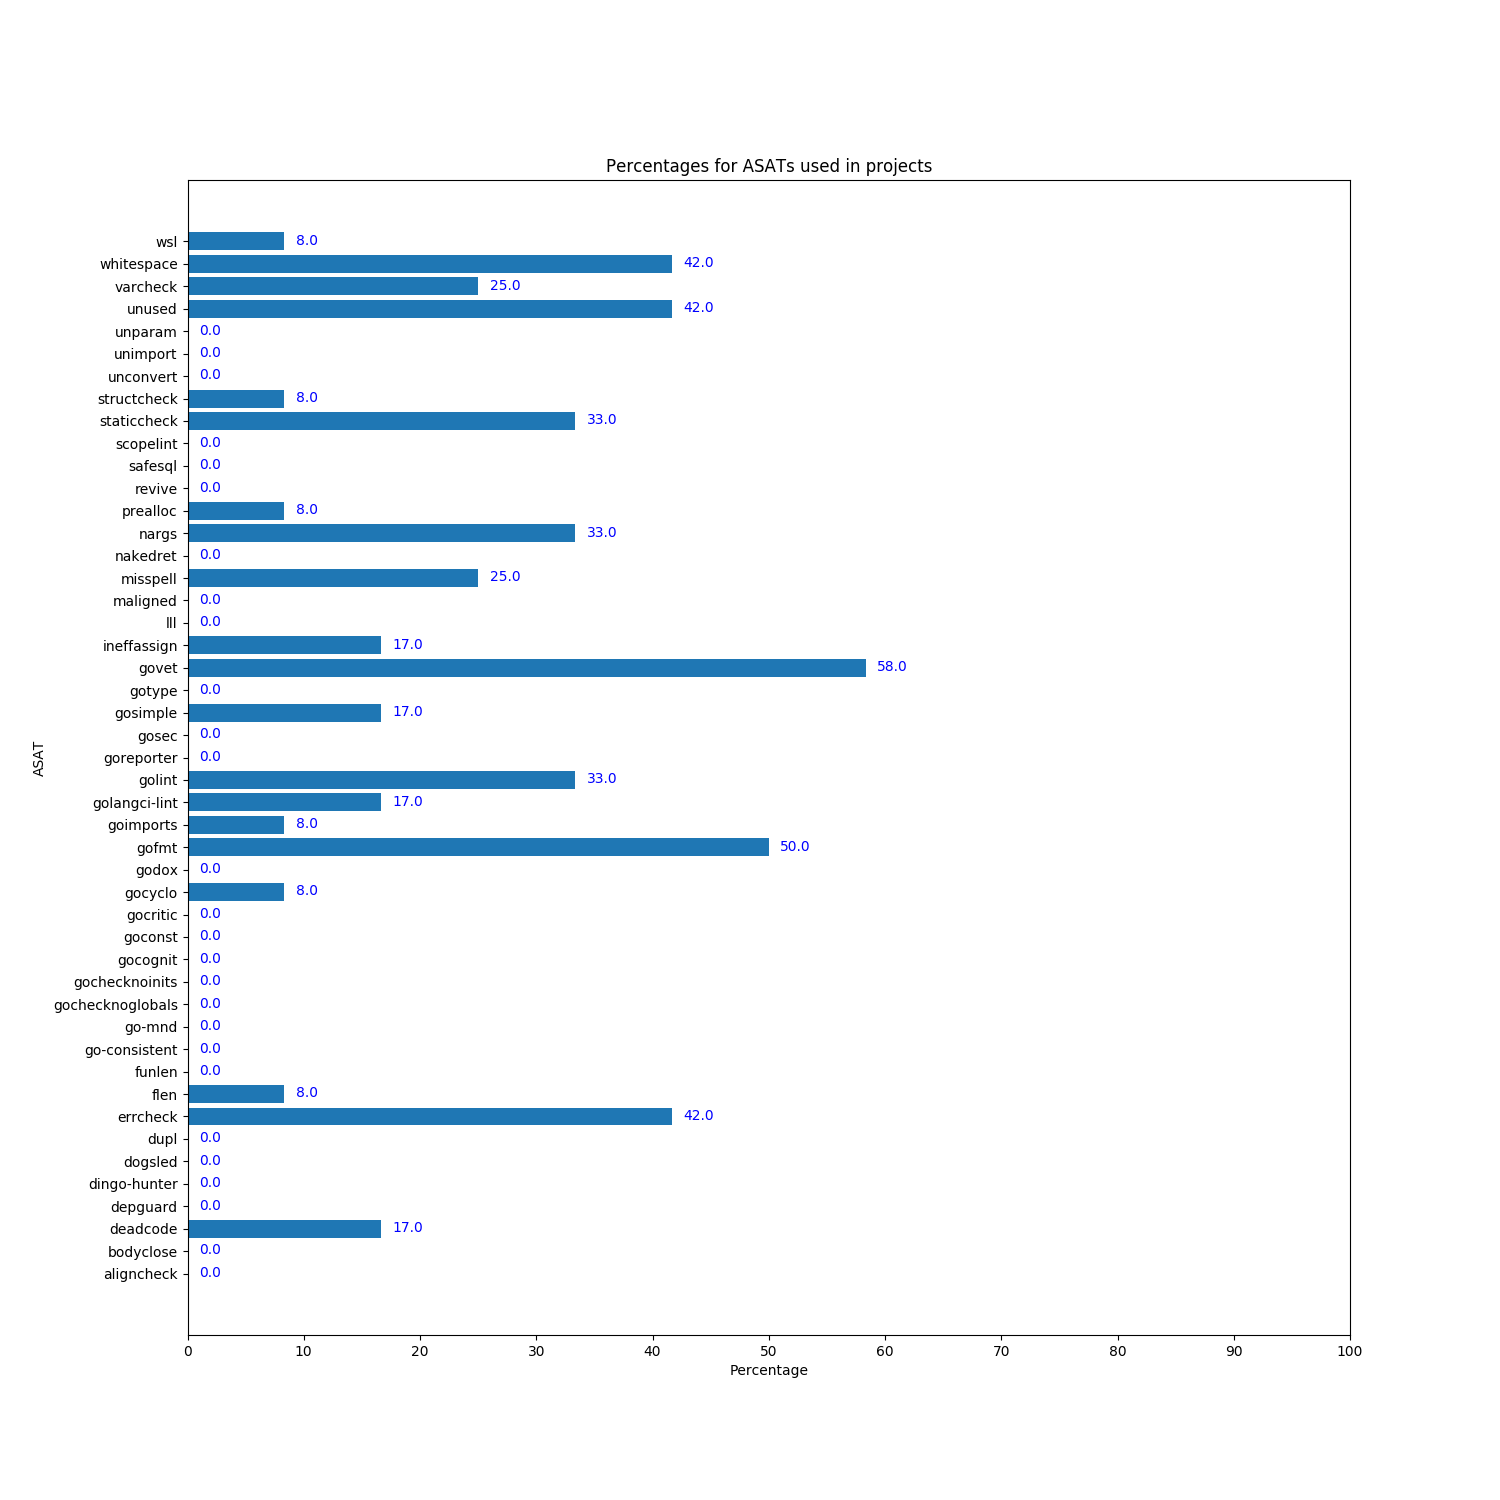 Percentages for ASATs used in projects
wsl 8.0
whitespace 42.0
varcheck 25.0
unused 42.0
unparam 0.0
unimport 0.0
unconvert 0.0
structcheck 8.0
staticcheck 33.0
scopelint 0.0
safesql 0.0
revive 0.0
prealloc 8.0
nargs 33.0
nakedret 0.0
misspell 25.0
maligned 0.0
lll 0.0
ineffassign 17.0
govet 58.0
gotype 0.0
gosimple 17.0
gosec 0.0
goreporter 0.0
golint 33.0
golangci-lint 17.0
goimports 8.0
gofmt 50.0
godox 0.0
gocyclo 8.0
gocritic 0.0
goconst 0.0
gocognit 0.0
gochecknoinits 0.0
gochecknoglobals 0.0
go-mnd 0.0
go-consistent 0.0
funlen 0.0
flen 8.0
errcheck 42.0
dupl 0.0
dogsled 0.0
dingo-hunter 0.0
depguard 0.0
deadcode 17.0
bodyclose 0.0
aligncheck 0.0
ASAT
0 10 20 30 40 50 60 70 80 90 100
Percentage